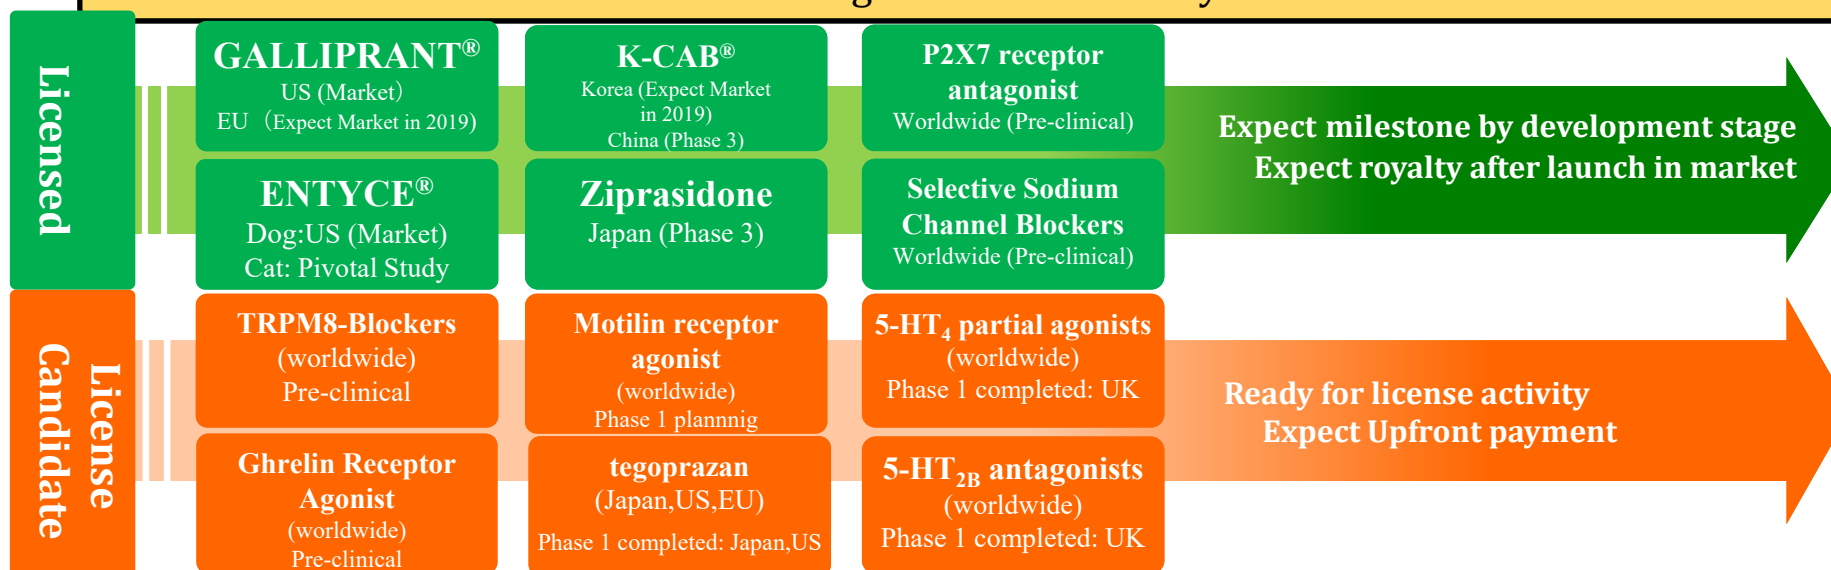 Licensed
GALLIPRANT®
US (Market)
EU (Expect Market in 2019)
K-CAB®
Korea (Expect Market
in 2019)
China (Phase 3)
P2X7 receptor
antagonist
Worldwide (Pre-clinical)
ENTYCE®
Dog:US (Market)
Cat: Pivotal Study
Ziprasidone
Japan (Phase 3)
Selective Sodium
Channel Blockers
Worldwide (Pre-clinical)
Expect milestone by development stage
Expect royalty after launch in market
License
Candidate
TRPM8-Blockers
(worldwide)
Pre-clinical
Motilin receptor
agonist
(worldwide)
Phase 1 plannnig
5-HT4 partial agonists
(worldwide)
Phase 1 completed: UK
Ghrelin Receptor
Agonist
(worldwide)
Pre-clinical
tegoprazan
(Japan,US,EU)
Phase 1 completed: Japan,US
5-HT2B antagonists
(worldwide)
Phase 1 completed: UK
Ready for license activity
Expect Upfront payment